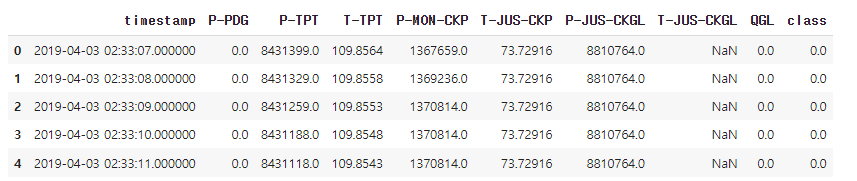 timestamp P-PDG P-TPT T-TPT P-MON-CKP T-JUS-CKP P-JUS-CKGL T-JUS-CKGL QGL class
0 2019-04-03 02:33:07.000000 0.0 8431399.0 109.8564 1367659.0 73.72916 8810764.0 NaN 0.0 0.0
1 2019-04-03 02:33:08.000000 0.0 8431329.0 109.8558 1369236.0 73.72916 8810764.0 NaN 0.0 0.0
2 2019-04-03 02:33:09.000000 0.0 8431259.0 109.8553 1370814.0 73.72916 8810764.0 NaN 0.0 0.0
3 2019-04-03 02:33:10.000000 0.0 8431188.0 109.8548 1370814.0 73.72916 8810764.0 NaN 0.0 0.0
4 2019-04-03 02:33:11.000000 0.0 8431118.0 109.8543 1370814.0 73.72916 8810764.0 NaN 0.0 0.0